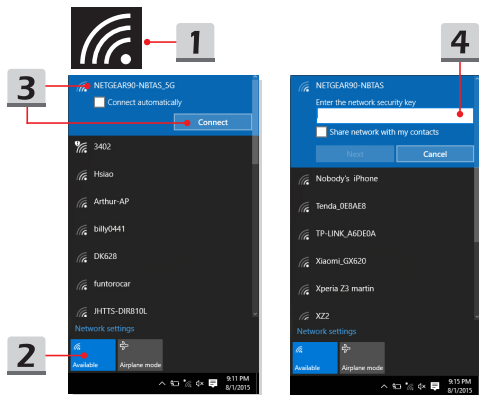 1
3
NETGEAR90-NBTAS_5G
Connect automatically
Connect
3402
Hsiao
Arthur-AP
billy0441
DK628
funtorocar
JHTTS-DIR810L
Network settings
2
Available
Airplane mode
9:11 PM
8/1/2015
4
NETGEAR90-NBTAS
Enter the network security key
Share network with my contacts
Next
Cancel
Nobody's iPhone
Tenda_0E8AE8
TP-LINK_A6DE0A
Xiaomi_GX620
Xperia Z3 martin
XZ2
Network settings
Available
Airplane mode
9:15 PM
8/1/2015